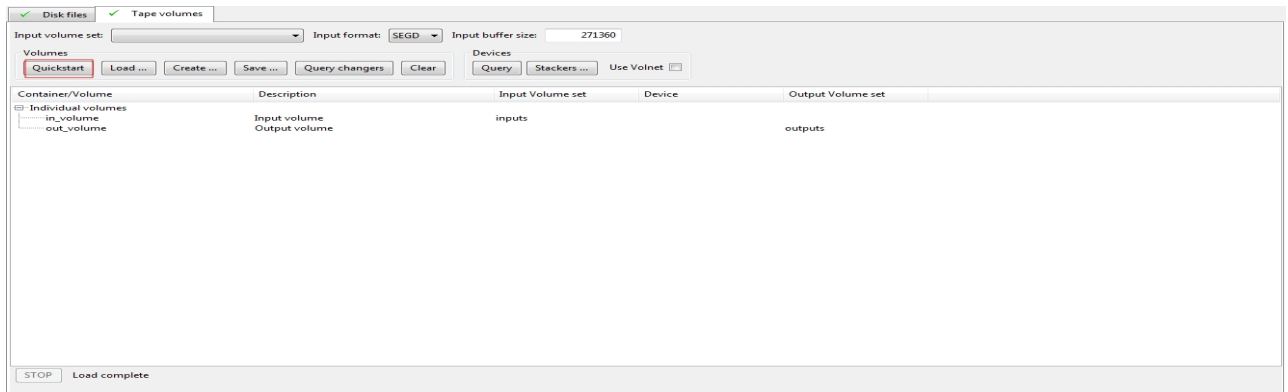 Disk files Tape volumes
Input volume set: Input format: SEGD Input buffer size: 271360
Volumes Devices
Quickstart Load ... Create ... Save ... Query changers Clear Query Stackers ... Use Volnet
Container/Volume Description Input Volume set Device Output Volume set
Individual volumes
in_volume Input volume inputs
out_volume Output volume outputs
STOP Load complete